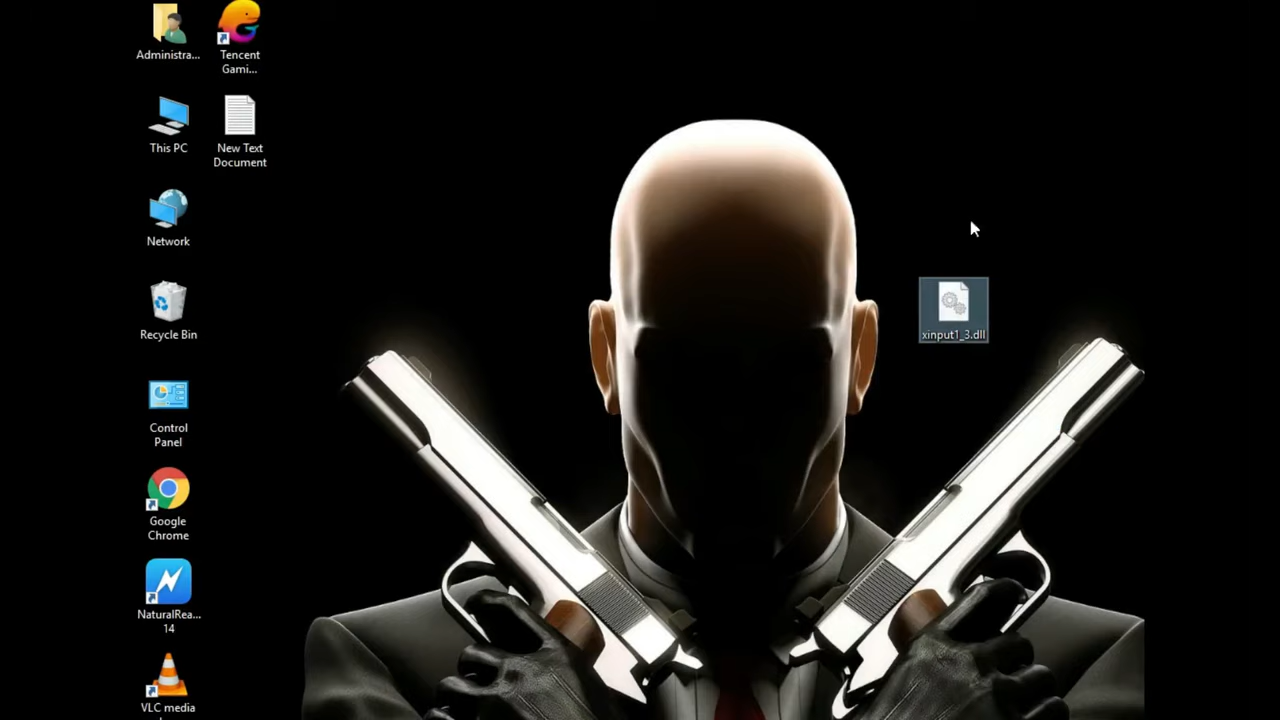 Administra...
Tencent
Gami...
This PC
New Text
Document
Network
Recycle Bin
xinput1_3.dll
Control
Panel
Google
Chrome
NaturalRea...
14
VLC media